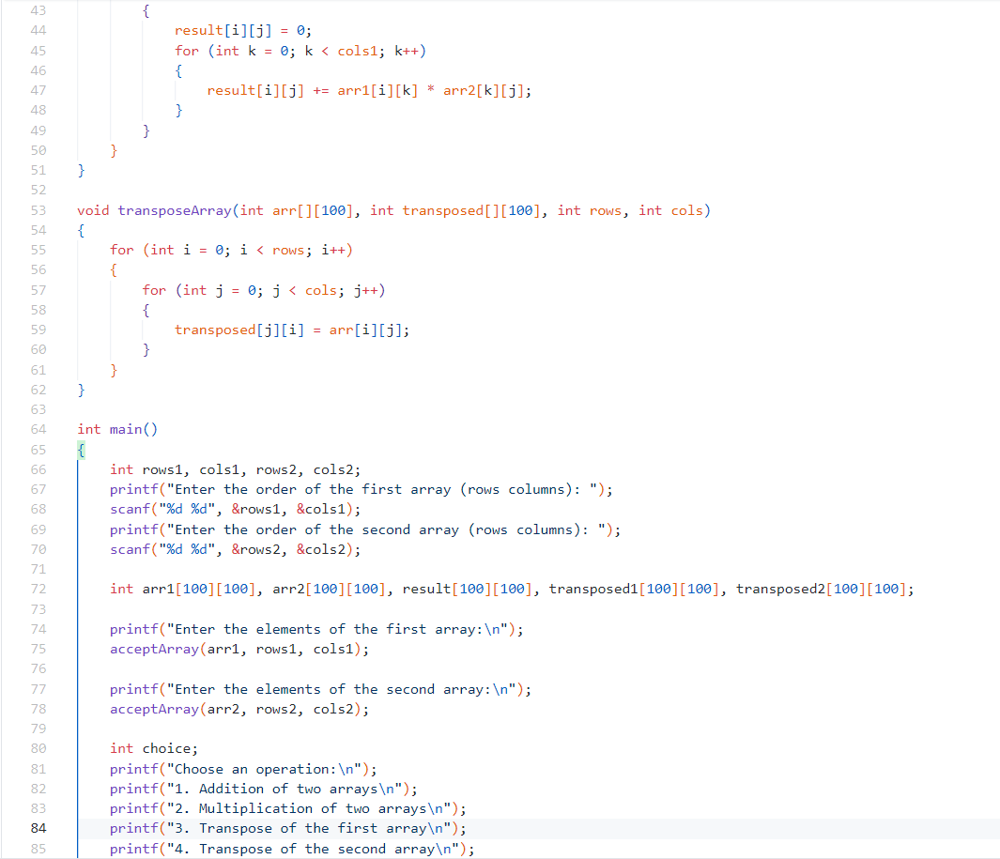 43 {
44 result[i][j] = 0;
45 for (int k = 0; k < cols1; k++)
46 {
47 result[i][j] += arr1[i][k] * arr2[k][j];
48 }
49 }
50 }
51 }
52
53 void transposeArray(int arr[][100], int transposed[][100], int rows, int cols)
54 {
55 for (int i = 0; i < rows; i++)
56 {
57 for (int j = 0; j < cols; j++)
58 {
59 transposed[j][i] = arr[i][j];
60 }
61 }
62 }
63
64 int main()
65 {
66 int rows1, cols1, rows2, cols2;
67 printf("Enter the order of the first array (rows columns): ");
68 scanf("%d %d", &rows1, &cols1);
69 printf("Enter the order of the second array (rows columns): ");
70 scanf("%d %d", &rows2, &cols2);
71
72 int arr1[100][100], arr2[100][100], result[100][100], transposed1[100][100], transposed2[100][100];
73
74 printf("Enter the elements of the first array:\n");
75 acceptArray(arr1, rows1, cols1);
76
77 printf("Enter the elements of the second array:\n");
78 acceptArray(arr2, rows2, cols2);
79
80 int choice;
81 printf("Choose an operation:\n");
82 printf("1. Addition of two arrays\n");
83 printf("2. Multiplication of two arrays\n");
84 printf("3. Transpose of the first array\n");
85 printf("4. Transpose of the second array\n");